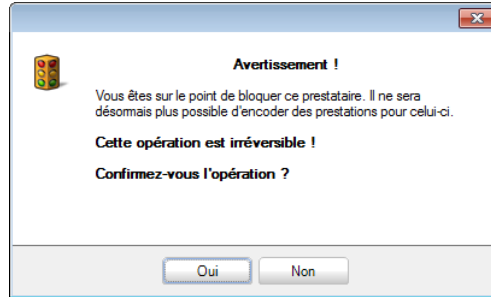 Avertissement !
Vous êtes sur le point de bloquer ce prestataire. Il ne sera
désormais plus possible d'encoder des prestations pour celui-ci.
Cette opération est irréversible !
Confirmez-vous l'opération ?
Oui
Non